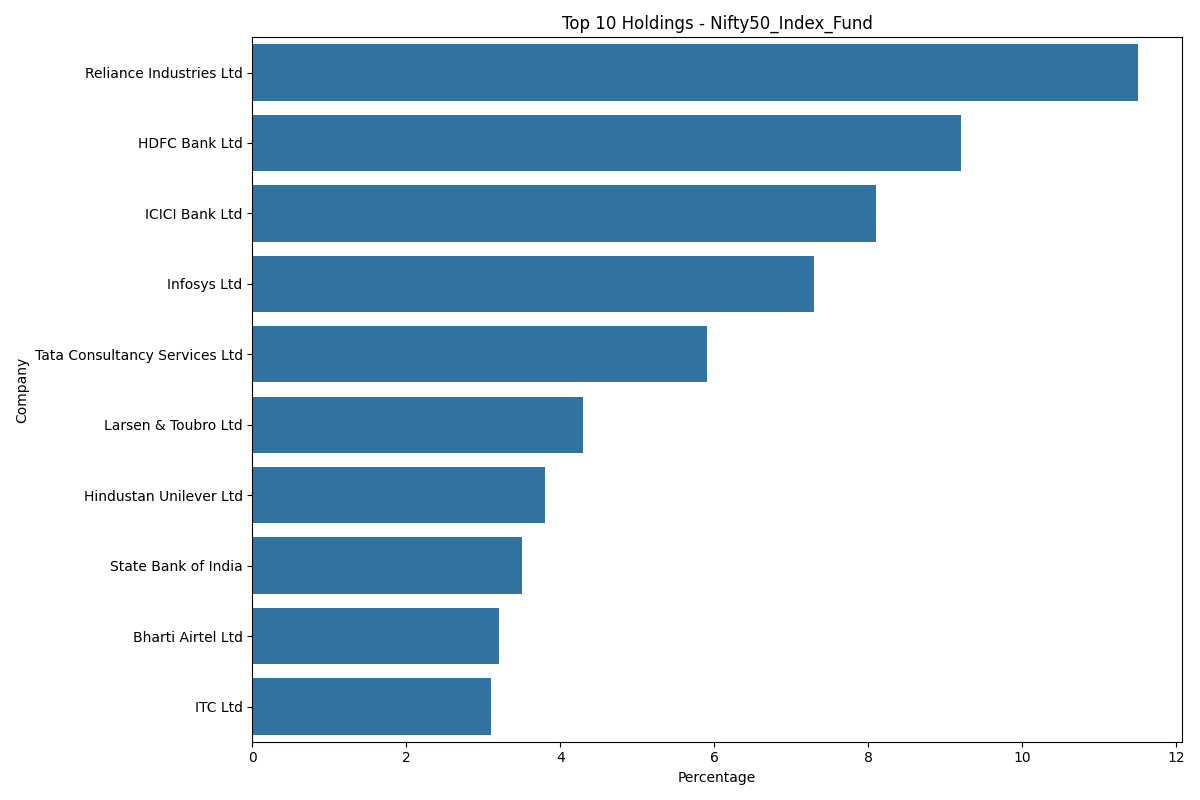 Top 10 Holdings - Nifty50_Index_Fund
Company
Reliance Industries Ltd
HDFC Bank Ltd
ICICI Bank Ltd
Infosys Ltd
Tata Consultancy Services Ltd
Larsen & Toubro Ltd
Hindustan Unilever Ltd
State Bank of India
Bharti Airtel Ltd
ITC Ltd
0 2 4 6 8 10 12
Percentage